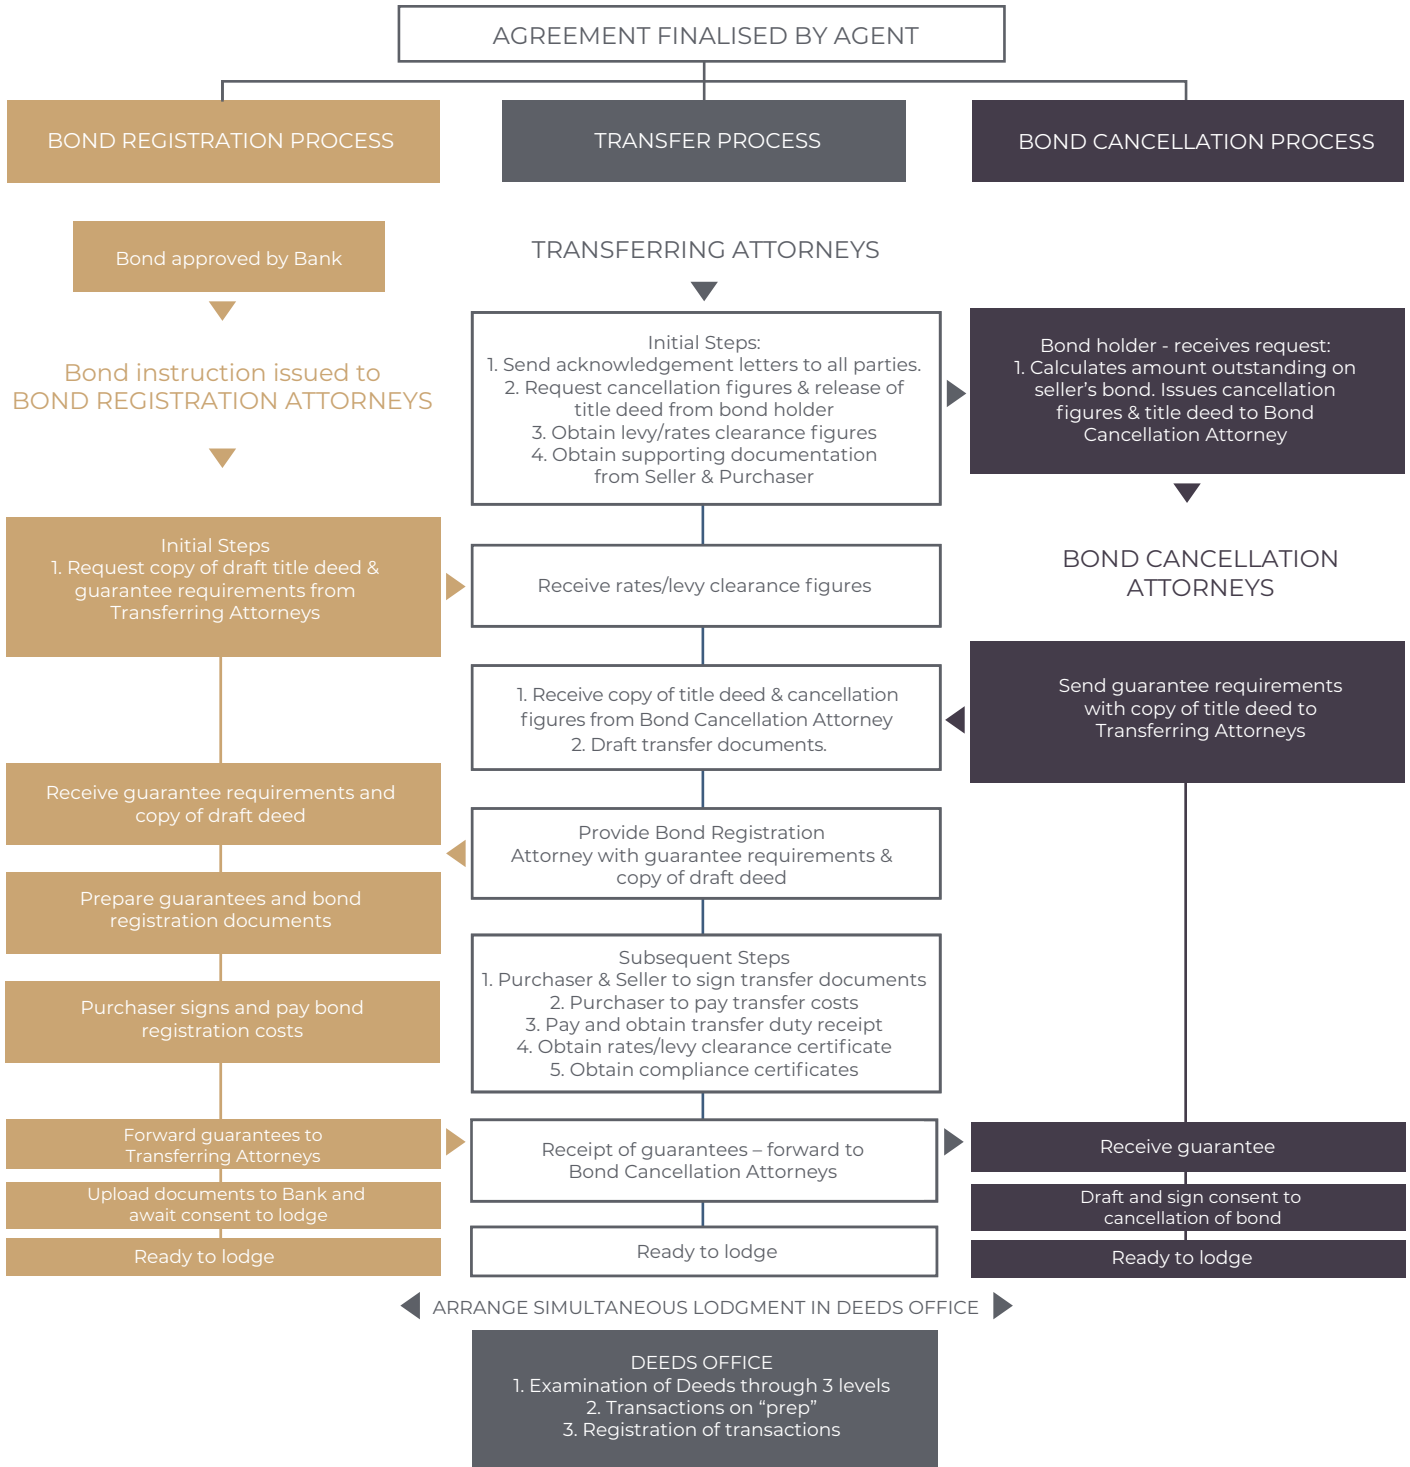 AGREEMENT FINALISED BY AGENT
BOND REGISTRATION PROCESS
TRANSFER PROCESS
BOND CANCELLATION PROCESS
Bond approved by Bank
Bond instruction issued to
BOND REGISTRATION ATTORNEYS
Initial Steps
1. Request copy of draft title deed &
guarantee requirements from
Transferring Attorneys
Receive guarantee requirements and
copy of draft deed
Prepare guarantees and bond
registration documents
Purchaser signs and pay bond
registration costs
Forward guarantees to
Transferring Attorneys
Upload documents to Bank and
await consent to lodge
Ready to lodge
TRANSFERRING ATTORNEYS
Initial Steps:
1. Send acknowledgement letters to all parties.
2. Request cancellation figures & release of
title deed from bond holder
3. Obtain levy/rates clearance figures
4. Obtain supporting documentation
from Seller & Purchaser
Receive rates/levy clearance figures
1. Receive copy of title deed & cancellation
figures from Bond Cancellation Attorney
2. Draft transfer documents.
Provide Bond Registration
Attorney with guarantee requirements &
copy of draft deed
Subsequent Steps
1. Purchaser & Seller to sign transfer documents
2. Purchaser to pay transfer costs
3. Pay and obtain transfer duty receipt
4. Obtain rates/levy clearance certificate
5. Obtain compliance certificates
Receipt of guarantees – forward to
Bond Cancellation Attorneys
Ready to lodge
Bond holder - receives request:
1. Calculates amount outstanding on
seller's bond. Issues cancellation
figures & title deed to Bond
Cancellation Attorney
BOND CANCELLATION
ATTORNEYS
Send guarantee requirements
with copy of title deed to
Transferring Attorneys
Receive guarantee
Draft and sign consent to
cancellation of bond
Ready to lodge
ARRANGE SIMULTANEOUS LODGMENT IN DEEDS OFFICE
DEEDS OFFICE
1. Examination of Deeds through 3 levels
2. Transactions on “prep”
3. Registration of transactions